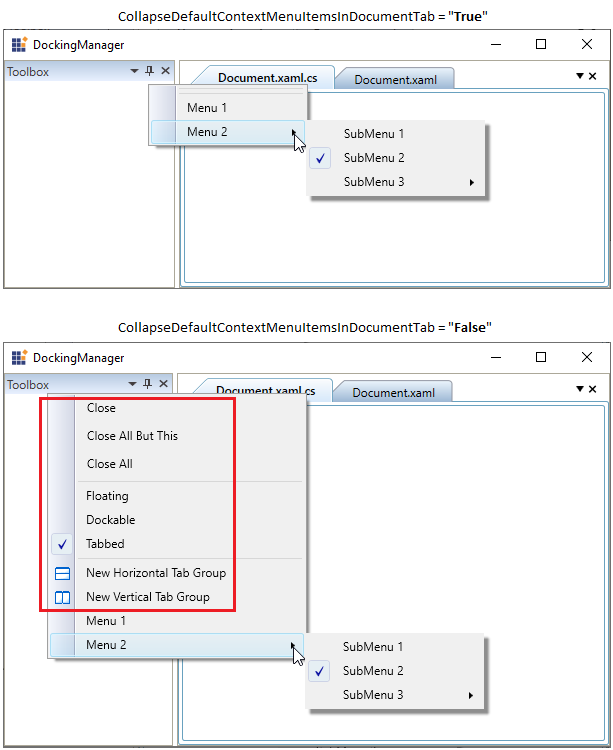 CollapseDefaultContextMenuItemsInDocumentTab = "True"
DockingManager
Toolbox
Document.xaml.cs
Document.xaml
Menu 1
Menu 2
SubMenu 1
SubMenu 2
SubMenu 3
CollapseDefaultContextMenuItemsInDocumentTab = "False"
DockingManager
Toolbox
Document.xaml.cs
Document.xaml
Close
Close All But This
Close All
Floating
Dockable
Tabbed
New Horizontal Tab Group
New Vertical Tab Group
Menu 1
Menu 2
SubMenu 1
SubMenu 2
SubMenu 3